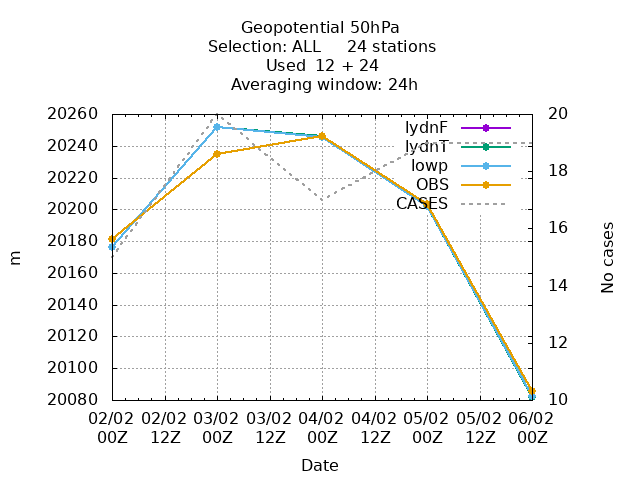 Geopotential 50hPa
Selection: ALL     24 stations
Used  12 + 24
Averaging window: 24h
20260
20240
20220
20200
20180
20160
20140
20120
20100
20080
m
20
18
16
14
12
10
No cases
lydnF
lydnT
lowp
OBS
CASES
02/02 02/02 03/02 03/02 04/02 04/02 05/02 05/02 06/02
00Z 12Z 00Z 12Z 00Z 12Z 00Z 12Z 00Z
Date